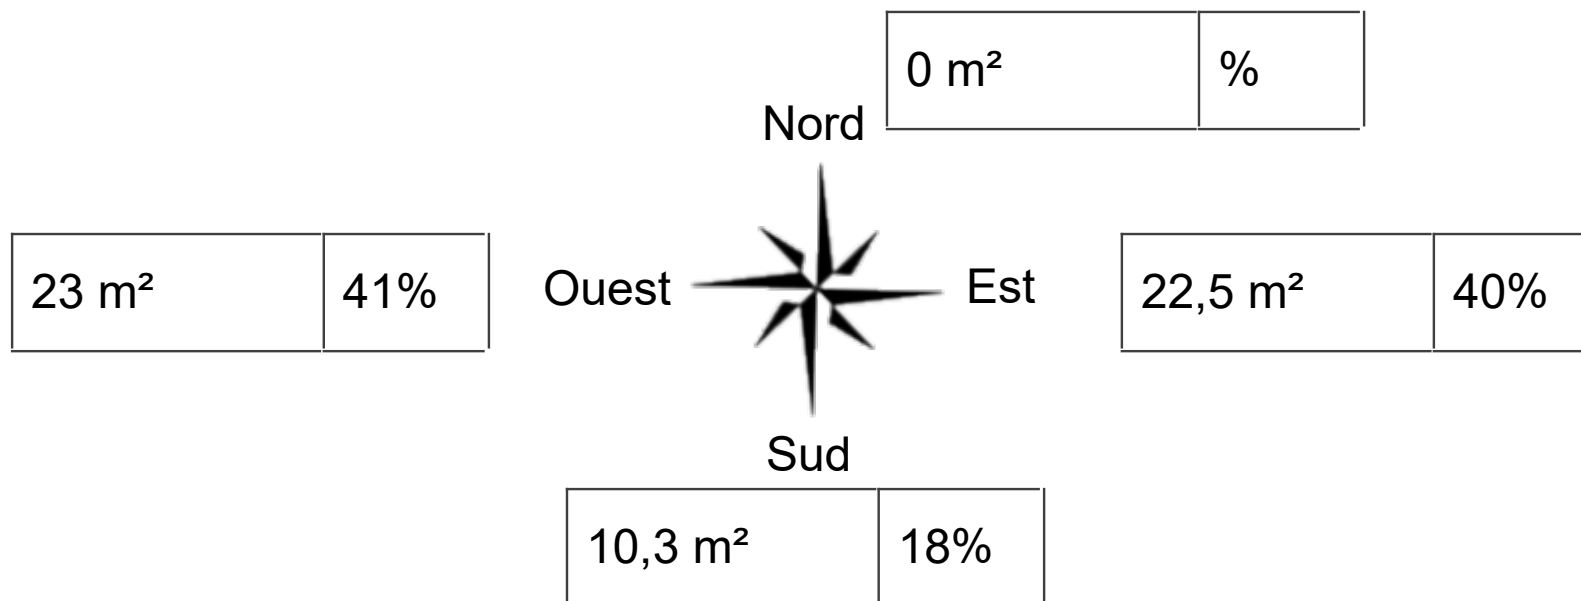 0 m² %
Nord
23 m² 41% Ouest Est 22,5 m² 40%
Sud
10,3 m² 18%